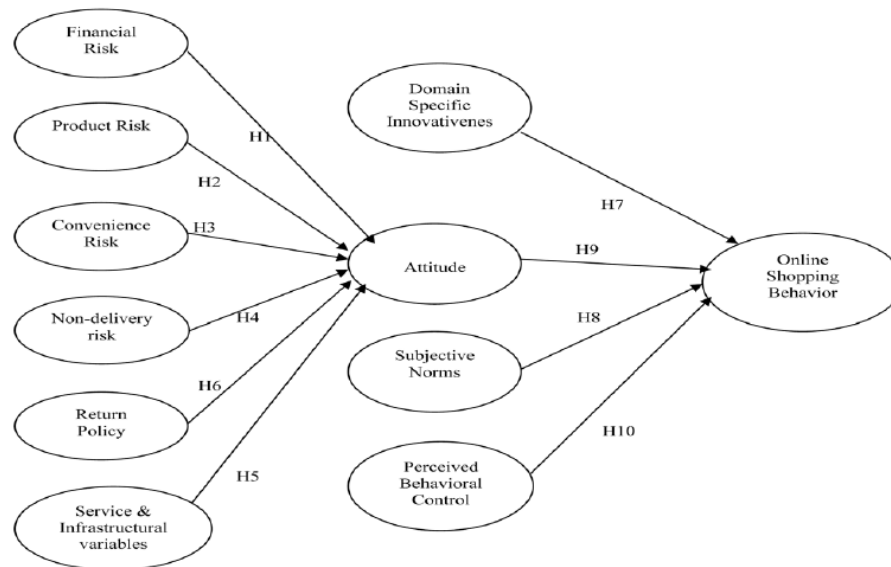 Financial
Risk
Domain
Specific
Innovativenes
Product Risk
H1
H2
H7
Convenience
Risk
H3
Attitude
H9
Online
Shopping
Behavior
Non-delivery
risk
H4
H8
Subjective
Norms
H6
Return
Policy
H10
H5
Perceived
Behavioral
Control
Service &
Infrastructural
variables